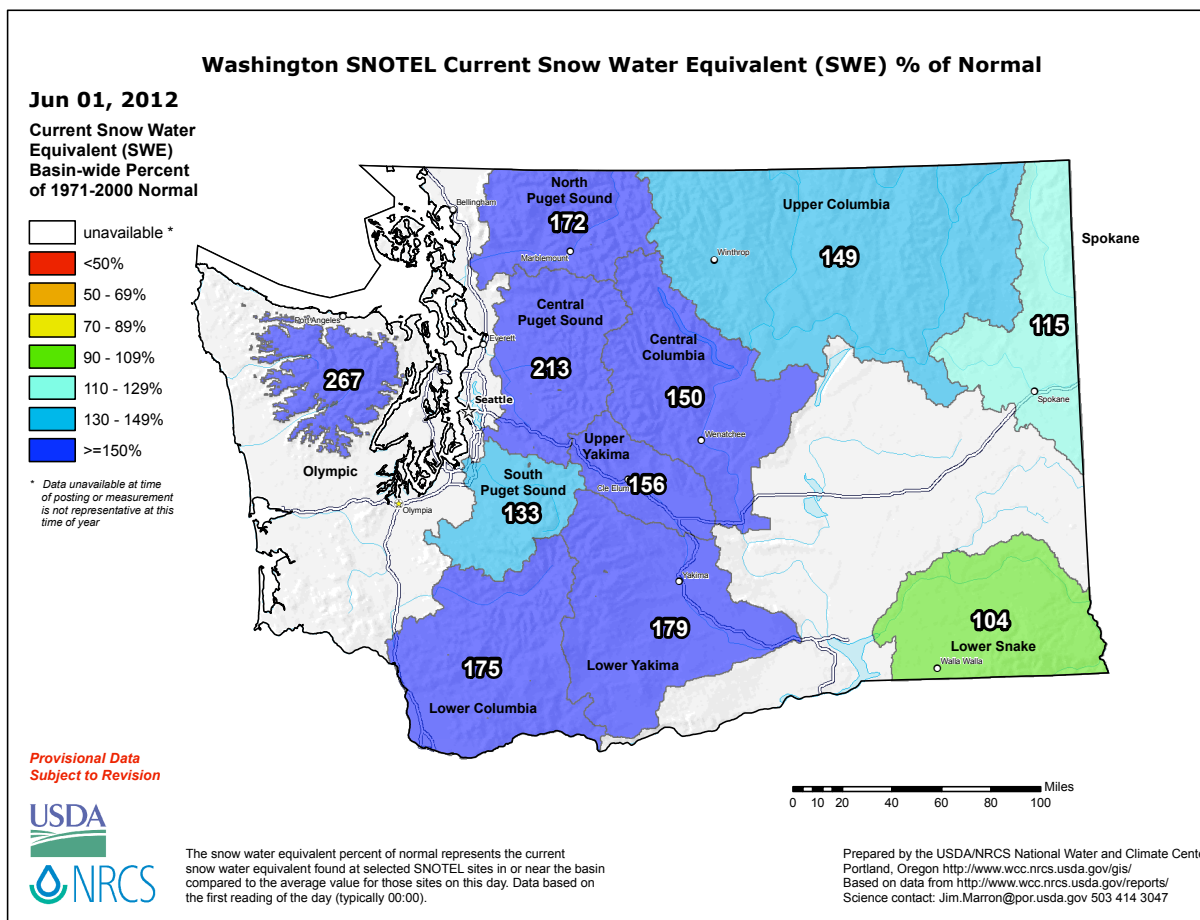 Washington SNOTEL Current Snow Water Equivalent (SWE) % of Normal
Jun 01, 2012
Current Snow Water
Equivalent (SWE)
Basin-wide Percent
of 1971-2000 Normal
unavailable *
<50%
50 - 69%
70 - 89%
90 - 109%
110 - 129%
130 - 149%
>=150%
* Data unavailable at time
of posting or measurement
is not representative at this
time of year
North
Puget Sound
172
Bellingham
Marblemount
Upper Columbia
149
Winthrop
Spokane
115
Spokane
Central
Puget Sound
213
Everett
Central
Columbia
150
Wenatchee
Port Angeles
267
Olympic
Seattle
Upper
Yakima
156
Cle Elum
South
Puget Sound
133
Olympia
Yakima
179
Lower Yakima
175
Lower Columbia
104
Lower Snake
Walla Walla
Provisional Data
Subject to Revision
USDA
NRCS
Miles
0 10 20 40 60 80 100
The snow water equivalent percent of normal represents the current
snow water equivalent found at selected SNOTEL sites in or near the basin
compared to the average value for those sites on this day. Data based on
the first reading of the day (typically 00:00).
Prepared by the USDA/NRCS National Water and Climate Cente
Portland, Oregon http://www.wcc.nrcs.usda.gov/gis/
Based on data from http://www.wcc.nrcs.usda.gov/reports/
Science contact: Jim.Marron@por.usda.gov 503 414 3047